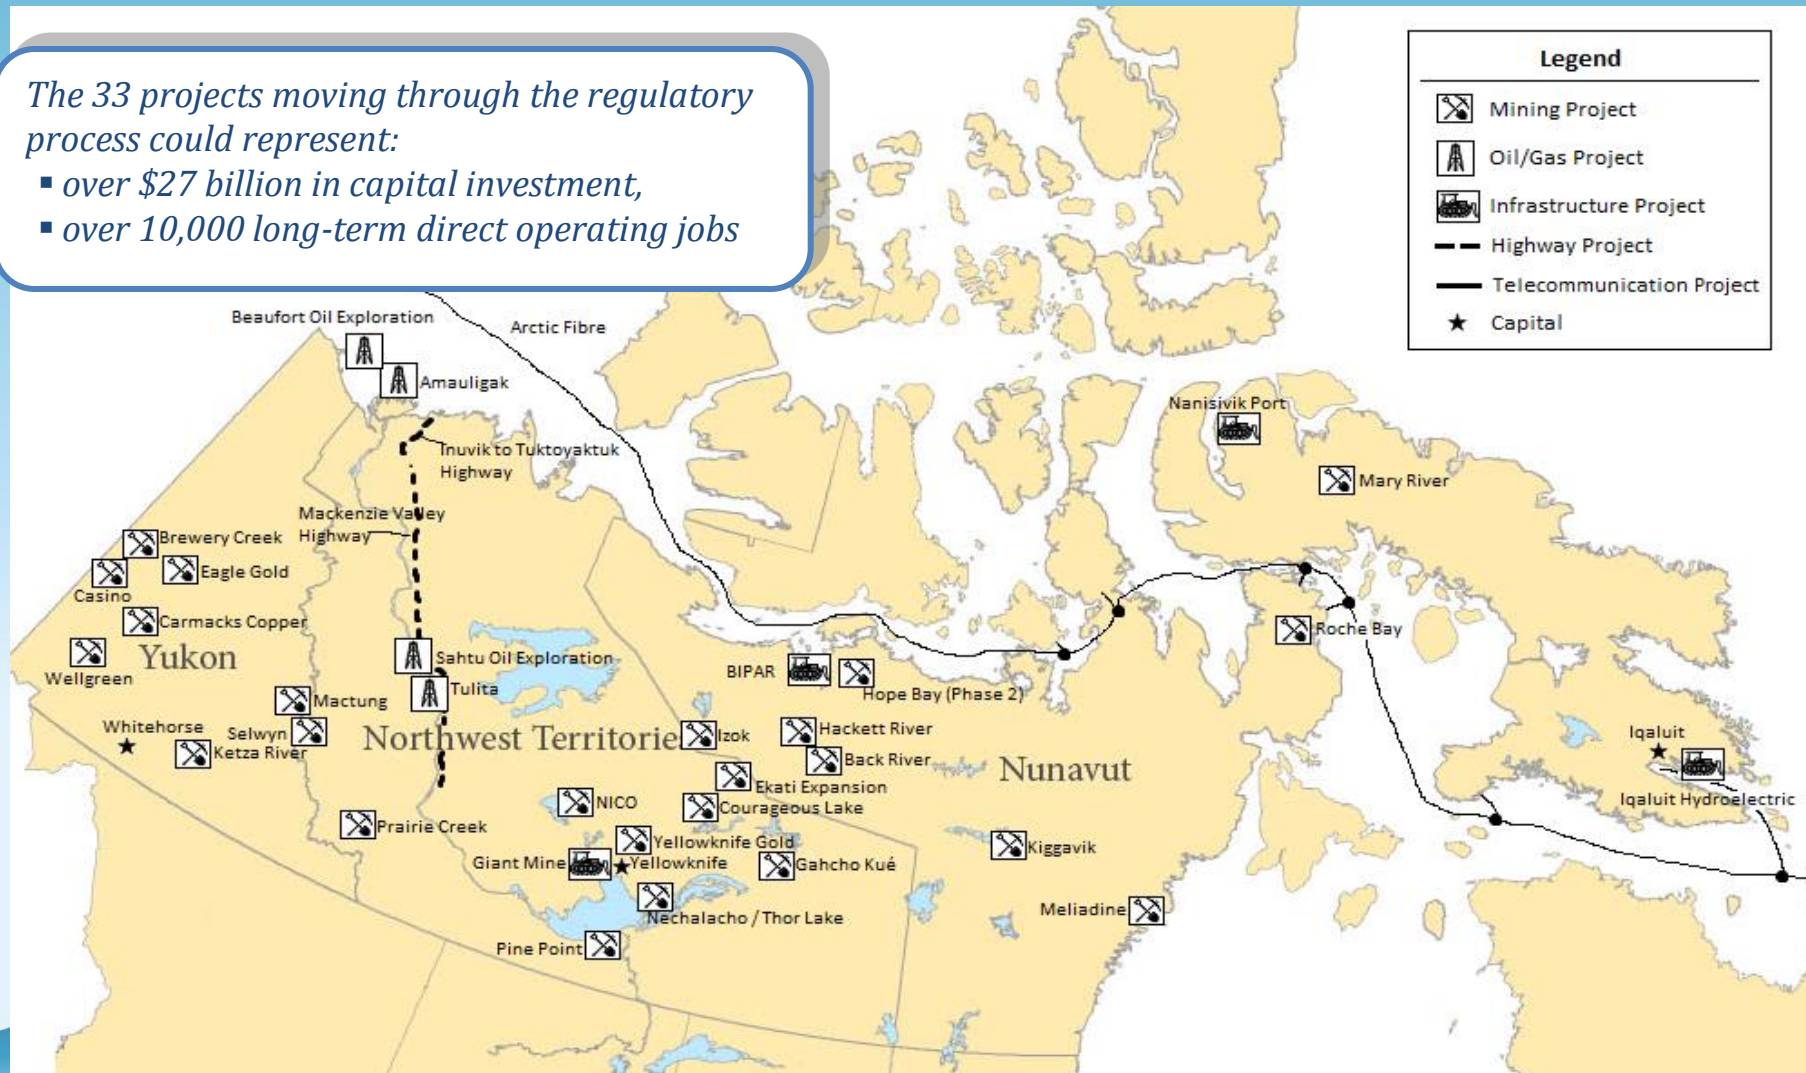 The 33 projects moving through the regulatory
process could represent:
▪ over $27 billion in capital investment,
▪ over 10,000 long-term direct operating jobs
Legend
Mining Project
Oil/Gas Project
Infrastructure Project
Highway Project
Telecommunication Project
Capital
Beaufort Oil Exploration
Arctic Fibre
Amauligak
Inuvik to Tuktoyaktuk
Highway
Nanisivik Port
Mary River
Mackenzie Valley
Highway
Brewery Creek
Eagle Gold
Casino
Carmacks Copper
Yukon
Wellgreen
Sahtu Oil Exploration
Tulita
Roche Bay
BIPAR
Hope Bay (Phase 2)
Mactung
Whitehorse
Selwyn
Ketza River
Northwest Territories
Izok
Hackett River
Back River
Nunavut
Iqaluit
Iqaluit Hydroelectric
Ekati Expansion
NICO
Courageous Lake
Prairie Creek
Yellowknife Gold
Giant Mine
Yellowknife
Gahcho Kué
Kiggavik
Nechalacho / Thor Lake
Meliadine
Pine Point